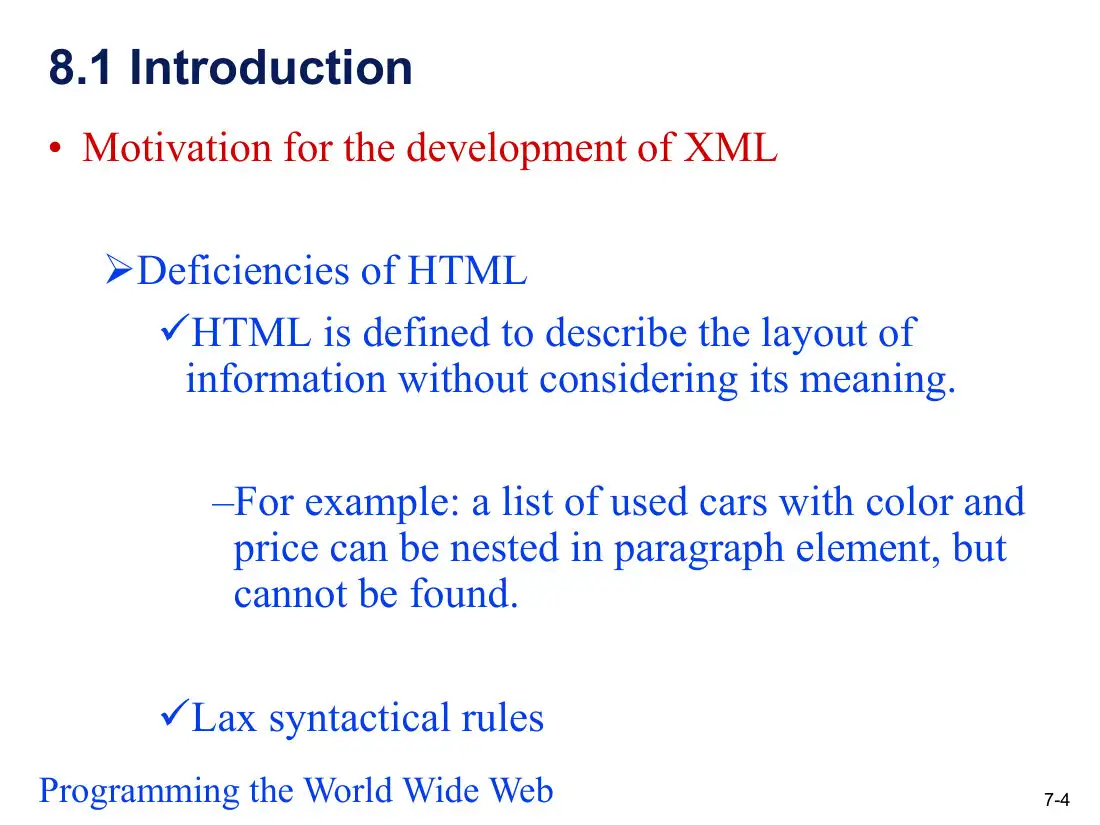 8.1 Introduction
• Motivation for the development of XML
➢Deficiencies of HTML
✓HTML is defined to describe the layout of
information without considering its meaning.
–For example: a list of used cars with color and
price can be nested in paragraph element, but
cannot be found.
✓Lax syntactical rules
Programming the World Wide Web
7-4